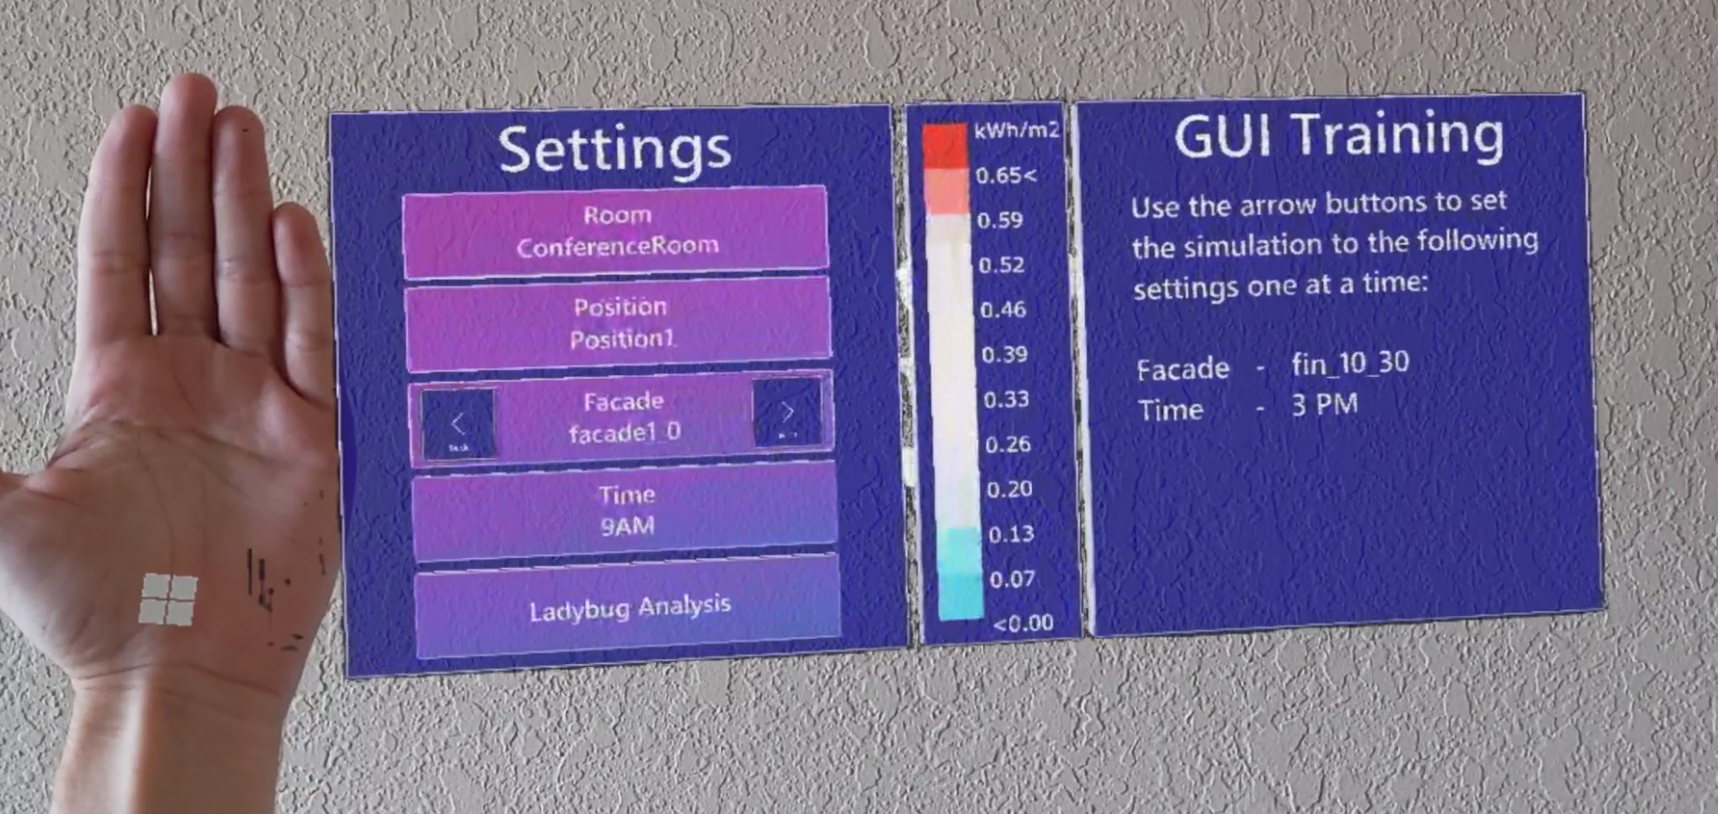 Settings
Room
ConferenceRoom
Position
Position1
Facade
facade1_0
Back
Time
9AM
Ladybug Analysis
kWh/m2
0.65<
0.59
0.52
0.46
0.39
0.33
0.26
0.20
0.13
0.07
<0.00
GUI Training
Use the arrow buttons to set
the simulation to the following
settings one at a time:
Facade - fin_10_30
Time - 3 PM